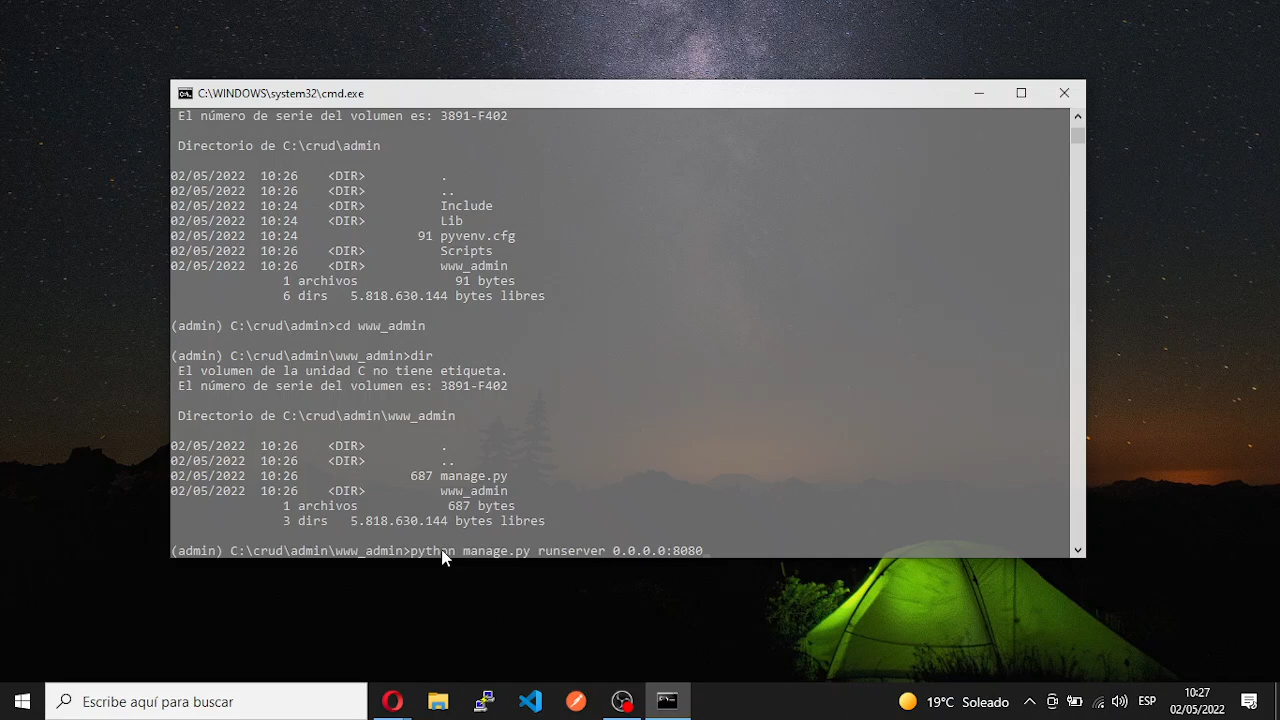 C:\WINDOWS\system32\cmd.exe
El número de serie del volumen es: 3891-F402
Directorio de C:\crud\admin
02/05/2022  10:26    <DIR>          .
02/05/2022  10:26    <DIR>          ..
02/05/2022  10:24    <DIR>          Include
02/05/2022  10:24    <DIR>          Lib
02/05/2022  10:24                91 pyvenv.cfg
02/05/2022  10:26    <DIR>          Scripts
02/05/2022  10:26    <DIR>          www_admin
1 archivos             91 bytes
6 dirs   5.818.630.144 bytes libres
(admin) C:\crud\admin>cd www_admin
(admin) C:\crud\admin\www_admin>dir
El volumen de la unidad C no tiene etiqueta.
El número de serie del volumen es: 3891-F402
Directorio de C:\crud\admin\www_admin
02/05/2022  10:26    <DIR>          .
02/05/2022  10:26    <DIR>          ..
02/05/2022  10:26               687 manage.py
02/05/2022  10:26    <DIR>          www_admin
1 archivos            687 bytes
3 dirs   5.818.630.144 bytes libres
(admin) C:\crud\admin\www_admin>python manage.py runserver 0.0.0.0:8080_
Escribe aquí para buscar
19°C Soleado
ESP
10:27
02/05/2022